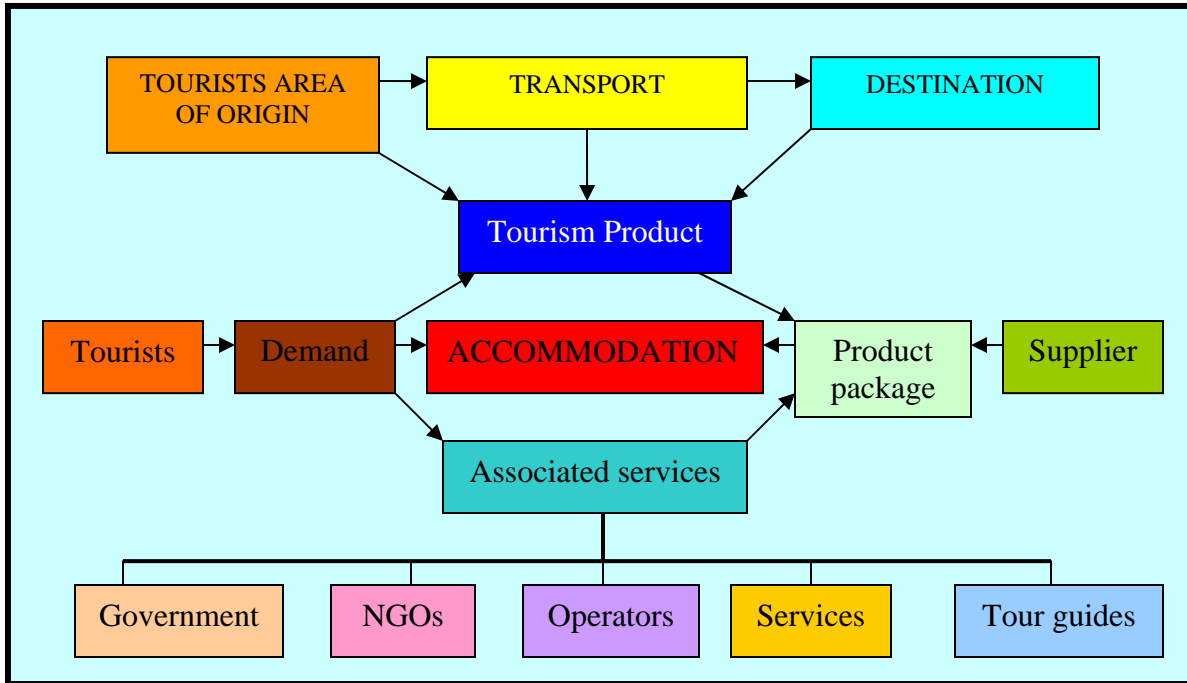 TOURISTS AREA
OF ORIGIN
TRANSPORT
DESTINATION
Tourism Product
Tourists
Demand
ACCOMMODATION
Product
package
Supplier
Associated services
Government
NGOs
Operators
Services
Tour guides